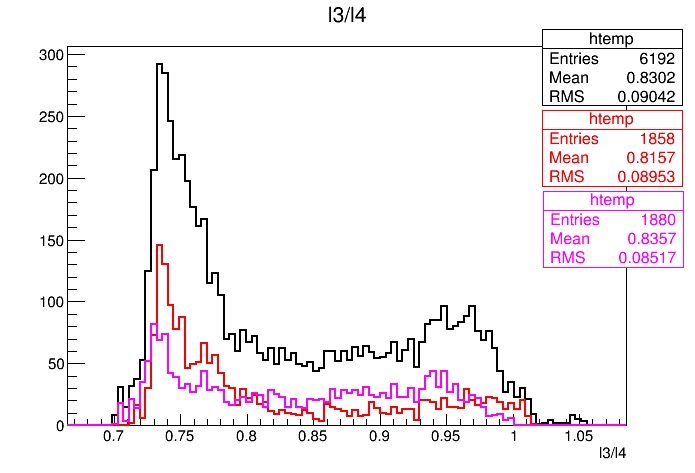 l3/l4
htemp
Entries 6192
Mean 0.8302
RMS 0.09042
htemp
Entries 1858
Mean 0.8157
RMS 0.08953
htemp
Entries 1880
Mean 0.8357
RMS 0.08517
300
250
200
150
100
50
0
0.7 0.75 0.8 0.85 0.9 0.95 1 1.05
l3/l4